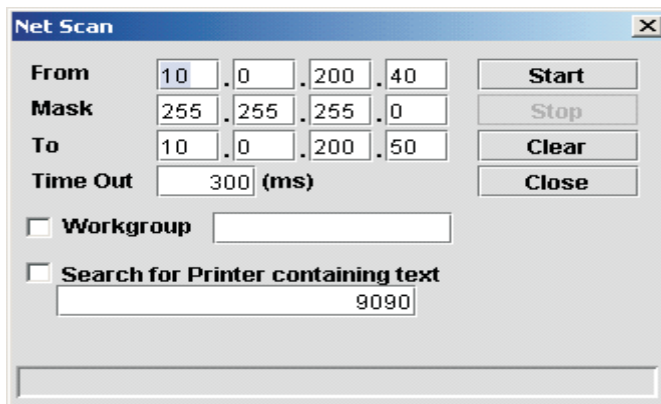 Net Scan
From 10 . 0 . 200 . 40 Start
Mask 255 . 255 . 255 . 0 Stop
To 10 . 0 . 200 . 50 Clear
Time Out 300 (ms) Close
Workgroup
Search for Printer containing text
9090